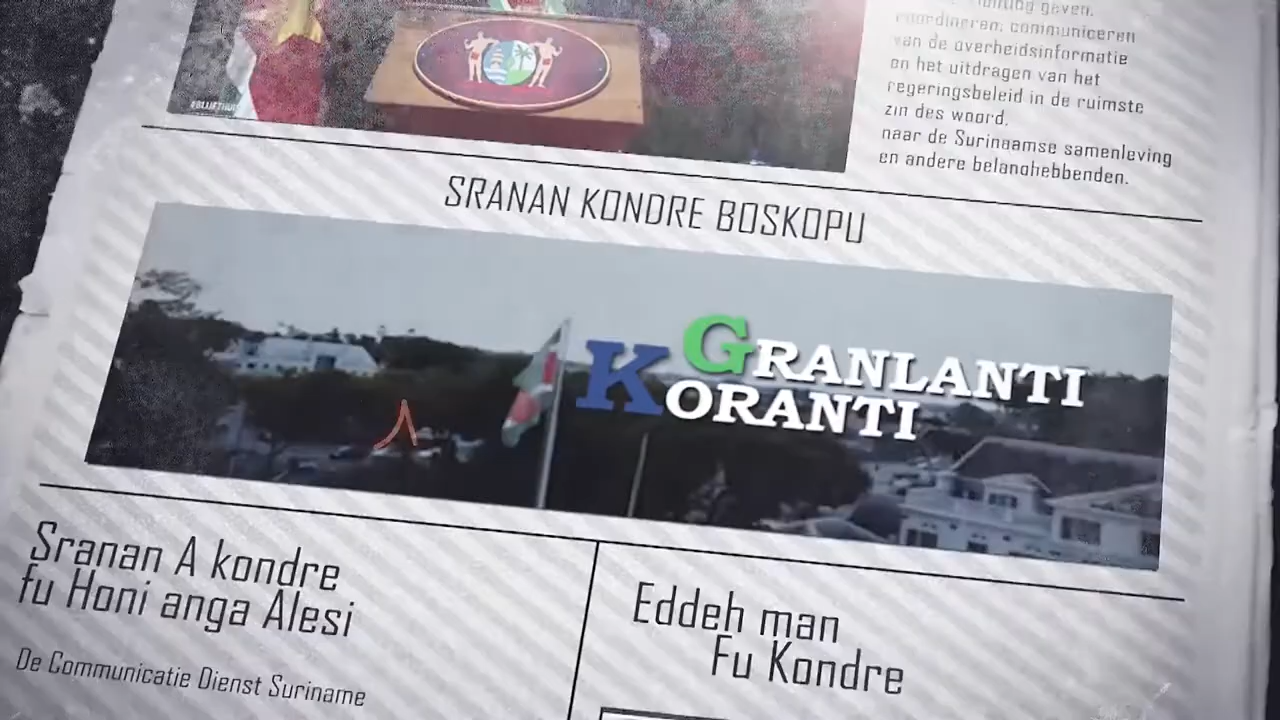 geven.
coordineren, communiceren
van de overheidsinformatie
en het uitdragen van het
regeringsbeleid in de ruimste
zin des woord.
naar de Surinaamse samenleving
en andere belanghebbenden.
SRANAN KONDRE BOSKOPU
GRANLANTI
KORANTI
Sranan A kondre
fu Honi anga Alesi
De Communicatie Dienst Suriname
Eddeh man
Fu Kondre